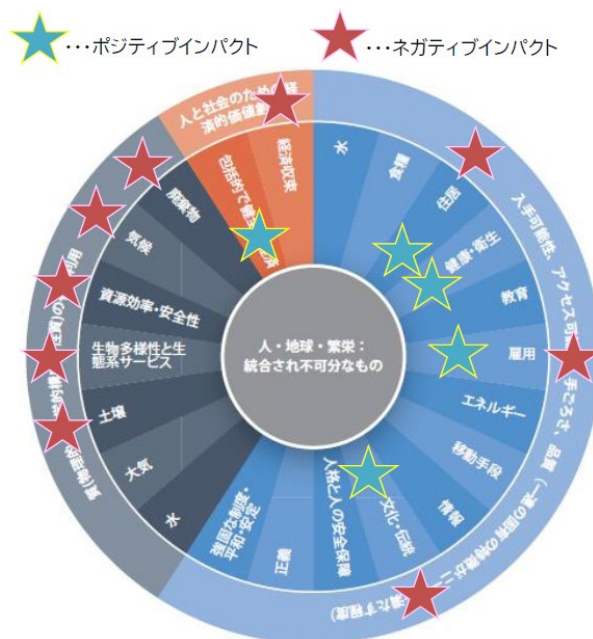 ・・・ポジティブインパクト
・・・ネガティブインパクト
人と社会のための経
済的価値創
経済収束
包括的で健
水
食糧
住居
健康・衛生
教育
雇用
エネルギー
移動手段
情報
文化・伝統
人格と人の安全保障
正義
強固な制度・
平和・安定
水
大気
土壌
生物多様性と生
態系サービス
資源効率・安全性
気候
廃棄物
人・地球・繁栄：
統合され不可分なもの
入手可能性、アクセス可
手ごろさ、品質
満たす程度)
利用